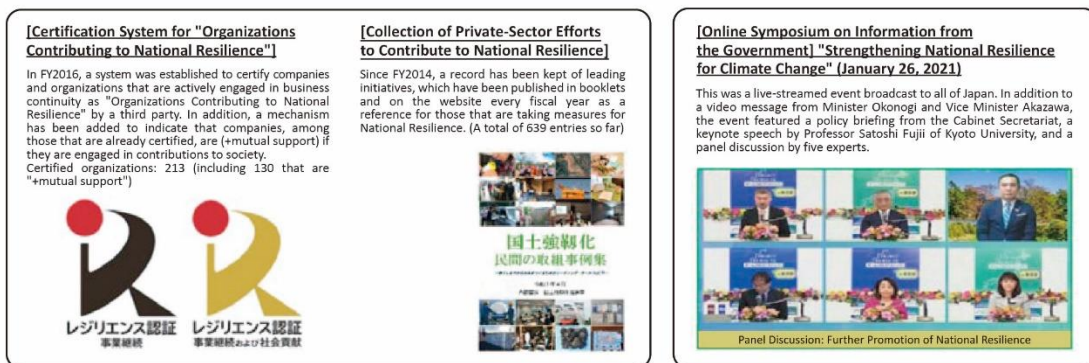 [Certification System for "Organizations
Contributing to National Resilience"]
In FY2016, a system was established to certify companies
and organizations that are actively engaged in business
continuity as "Organizations Contributing to National
Resilience" by a third party. In addition, a mechanism
has been added to indicate that companies, among
those that are already certified, are (+mutual support) if
they are engaged in contributions to society.
Certified organizations: 213 (including 130 that are
"+mutual support")
レジリエンス認証
事業継続
レジリエンス認証
事業継続および社会貢献
[Collection of Private-Sector Efforts
to Contribute to National Resilience]
Since FY2014, a record has been kept of leading
initiatives, which have been published in booklets
and on the website every fiscal year as a
reference for those that are taking measures for
National Resilience. (A total of 639 entries so far)
国土強靱化
民間の取組事例集
[Online Symposium on Information from
the Government] "Strengthening National Resilience
for Climate Change" (January 26, 2021)
This was a live-streamed event broadcast to all of Japan. In addition to
a video message from Minister Okonogi and Vice Minister Akazawa,
the event featured a policy briefing from the Cabinet Secretariat, a
keynote speech by Professor Satoshi Fujii of Kyoto University, and a
panel discussion by five experts.
Panel Discussion: Further Promotion of National Resilience